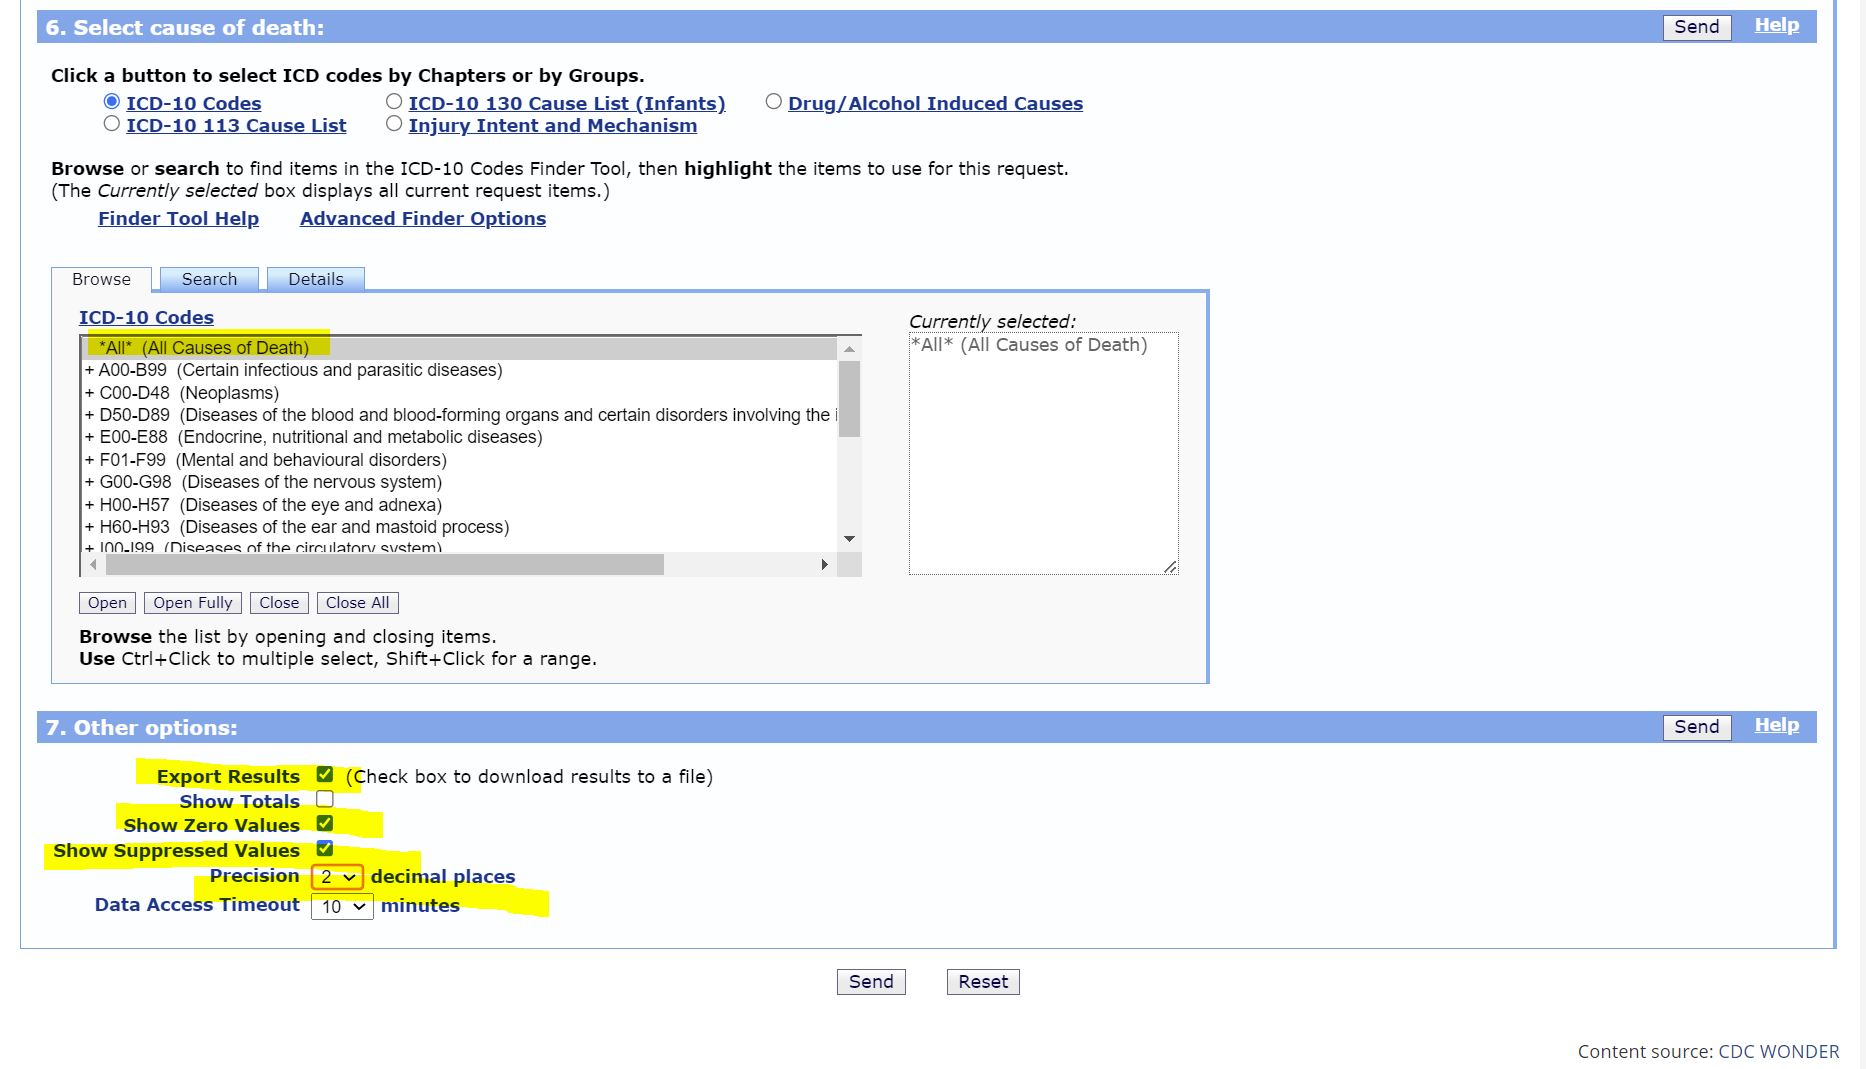 6. Select cause of death:
Send Help
Click a button to select ICD codes by Chapters or by Groups.
ICD-10 Codes ICD-10 130 Cause List (Infants) Drug/Alcohol Induced Causes
ICD-10 113 Cause List Injury Intent and Mechanism
Browse or search to find items in the ICD-10 Codes Finder Tool, then highlight the items to use for this request.
(The Currently selected box displays all current request items.)
Finder Tool Help Advanced Finder Options
Browse Search Details
ICD-10 Codes
*All* (All Causes of Death)
+ A00-B99 (Certain infectious and parasitic diseases)
+ C00-D48 (Neoplasms)
+ D50-D89 (Diseases of the blood and blood-forming organs and certain disorders involving the i
+ E00-E88 (Endocrine, nutritional and metabolic diseases)
+ F01-F99 (Mental and behavioural disorders)
+ G00-G98 (Diseases of the nervous system)
+ H00-H57 (Diseases of the eye and adnexa)
+ H60-H93 (Diseases of the ear and mastoid process)
+ I00-I99 (Diseases of the circulatory system)
Currently selected:
*All* (All Causes of Death)
Open Open Fully Close Close All
Browse the list by opening and closing items.
Use Ctrl+Click to multiple select, Shift+Click for a range.
7. Other options:
Send Help
Export Results (Check box to download results to a file)
Show Totals
Show Zero Values
Show Suppressed Values
Precision 2 decimal places
Data Access Timeout 10 minutes
Send Reset
Content source: CDC WONDER